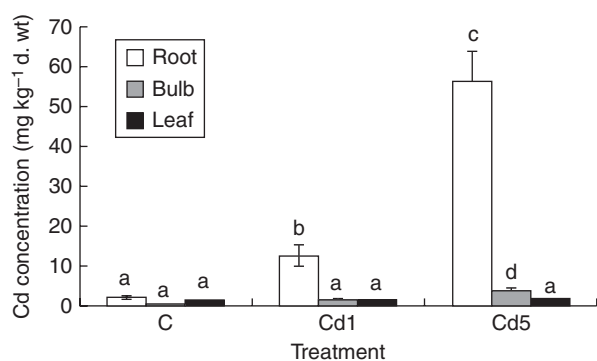 Cd concentration (mg kg⁻¹ d. wt)
70
60
50
40
30
20
10
0
Root
Bulb
Leaf
a
a
a
b
a
a
c
d
a
C
Cd1
Cd5
Treatment